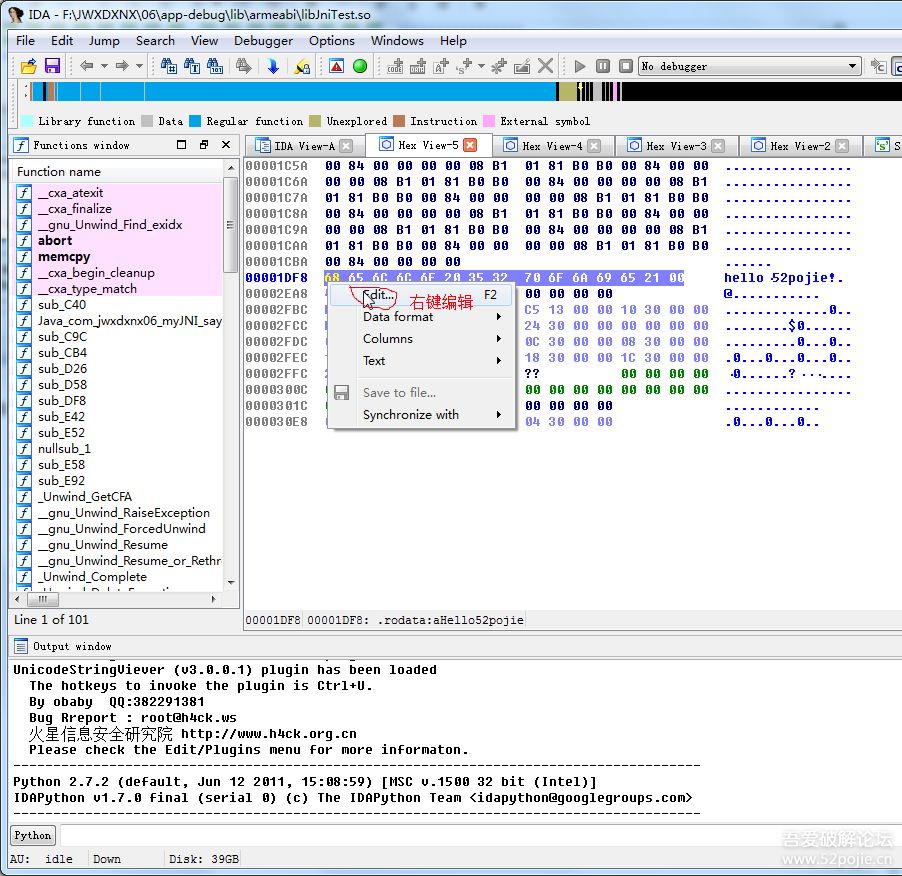 IDA - F:\JWXDXNX\06\app-debug\lib\armeabi\libJniTest.so
File Edit Jump Search View Debugger Options Windows Help
No debugger
Library function Data Regular function Unexplored Instruction External symbol
Functions window
IDA View-A Hex View-5 Hex View-4 Hex View-3 Hex View-2 S
Function name
__cxa_atexit
__cxa_finalize
__gnu_Unwind_Find_exidx
abort
memcpy
__cxa_begin_cleanup
__cxa_type_match
sub_C40
Java_com_jwxdxnx06_myJNI_say
sub_C9C
sub_CB4
sub_D26
sub_D58
sub_DF8
sub_E42
sub_E52
nullsub_1
sub_E58
sub_E92
_Unwind_GetCFA
__gnu_Unwind_RaiseException
__gnu_Unwind_ForcedUnwind
__gnu_Unwind_Resume
__gnu_Unwind_Resume_or_Rethr
_Unwind_Complete
Line 1 of 101
00001C5A 00 84 00 00 00 00 08 B1 01 81 B0 B0 00 84 00 00 ................
00001C6A 00 00 08 B1 01 81 B0 B0 00 84 00 00 00 00 08 B1 ................
00001C7A 01 81 B0 B0 00 84 00 00 00 00 08 B1 01 81 B0 B0 ................
00001C8A 00 84 00 00 00 00 08 B1 01 81 B0 B0 00 84 00 00 ................
00001C9A 00 00 08 B1 01 81 B0 B0 00 84 00 00 00 00 08 B1 ................
00001CAA 01 81 B0 B0 00 84 00 00 00 00 08 B1 01 81 B0 B0 ................
00001CBA 00 84 00 00 00 00 ......
00001DF8 68 65 6C 6C 6F 20 35 32 70 6F 6A 69 65 21 00 hello 52pojie!.
00002EA8 00 00 00 00 .@..........
00002FBC C5 13 00 00 10 30 00 00 .............0..
00002FCC 24 30 00 00 00 00 00 00 ........$0......
00002FDC 0C 30 00 00 08 30 00 00 .........0...0..
00002FEC 18 30 00 00 1C 30 00 00 .0...0...0...0..
00002FFC ?? 00 00 00 00 .0......?....
0000300C 00 00 00 00 00 00 00 00 ................
0000301C 00 00 00 00 ............
000030E8 04 30 00 00 .0...0...0..
Edit... F2
右键编辑
Data format
Columns
Text
Save to file...
Synchronize with
00001DF8 00001DF8: .rodata:aHello52pojie
Output window
UnicodeStringViever (v3.0.0.1) plugin has been loaded
The hotkeys to invoke the plugin is Ctrl+U.
By obaby QQ:382291381
Bug Rreport : root@h4ck.ws
火星信息安全研究院 http://www.h4ck.org.cn
Please check the Edit/Plugins menu for more informaton.
Python 2.7.2 (default, Jun 12 2011, 15:08:59) [MSC v.1500 32 bit (Intel)]
IDAPython v1.7.0 final (serial 0) (c) The IDAPython Team <idapython@googlegroups.com>
Python
AU: idle Down Disk: 39GB
吾爱破解论坛
www.52pojie.cn